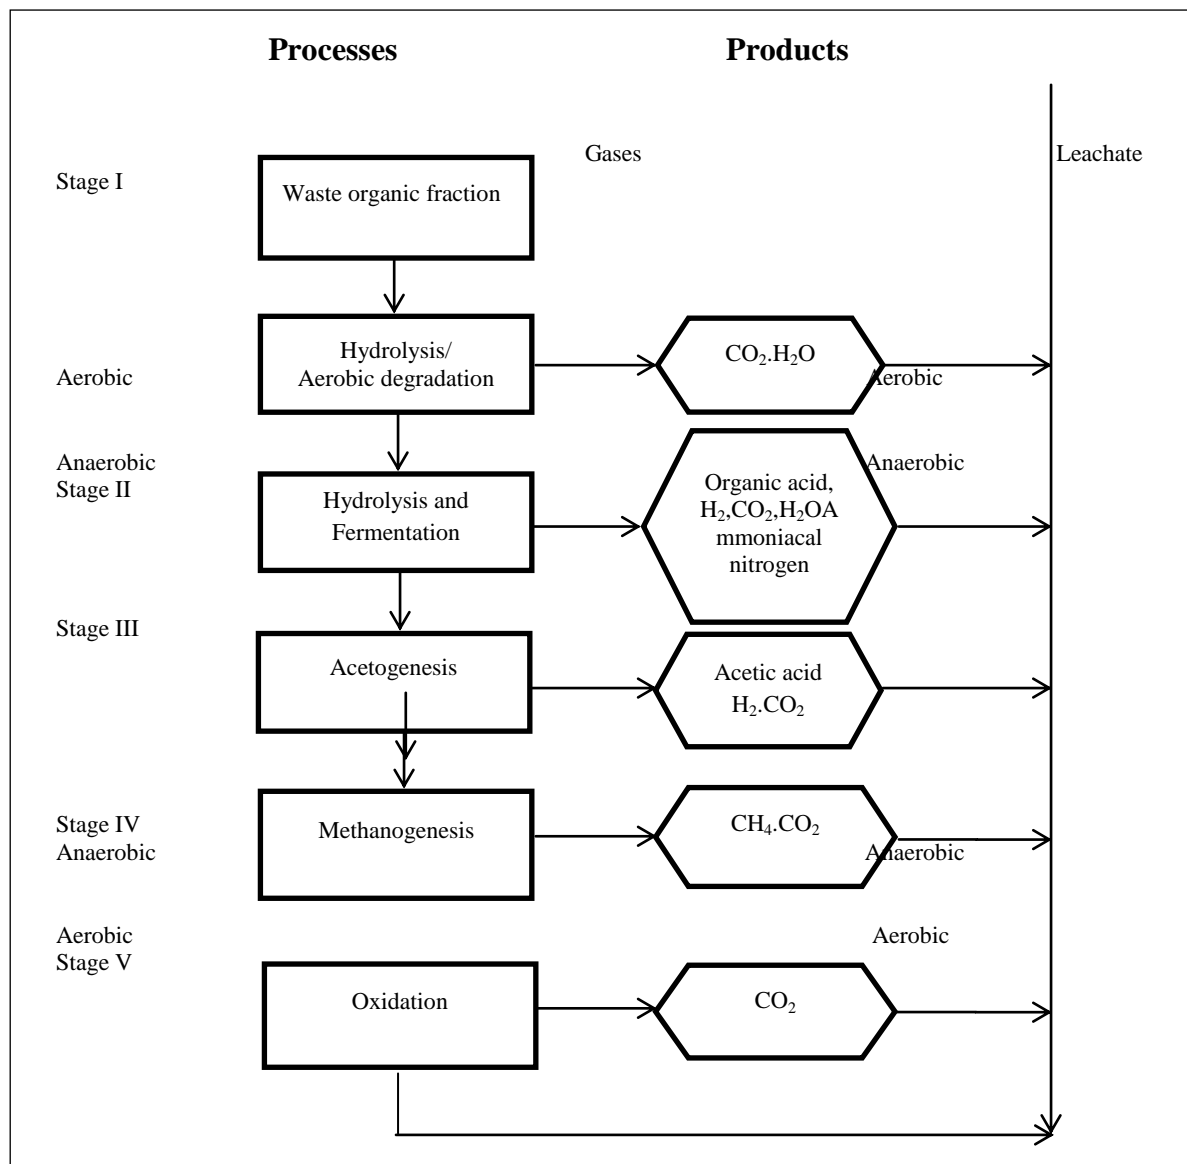 Processes
Products
Gases
Leachate
Stage I
Waste organic fraction
Hydrolysis/
Aerobic degradation
CO₂.H₂O
Aerobic
Aerobic
Anaerobic
Stage II
Anaerobic
Hydrolysis and
Fermentation
Organic acid,
H₂,CO₂,H₂OA
mmoniacal
nitrogen
Stage III
Acetogenesis
Acetic acid
H₂.CO₂
Stage IV
Anaerobic
Methanogenesis
CH₄.CO₂
Anaerobic
Aerobic
Stage V
Aerobic
Oxidation
CO₂